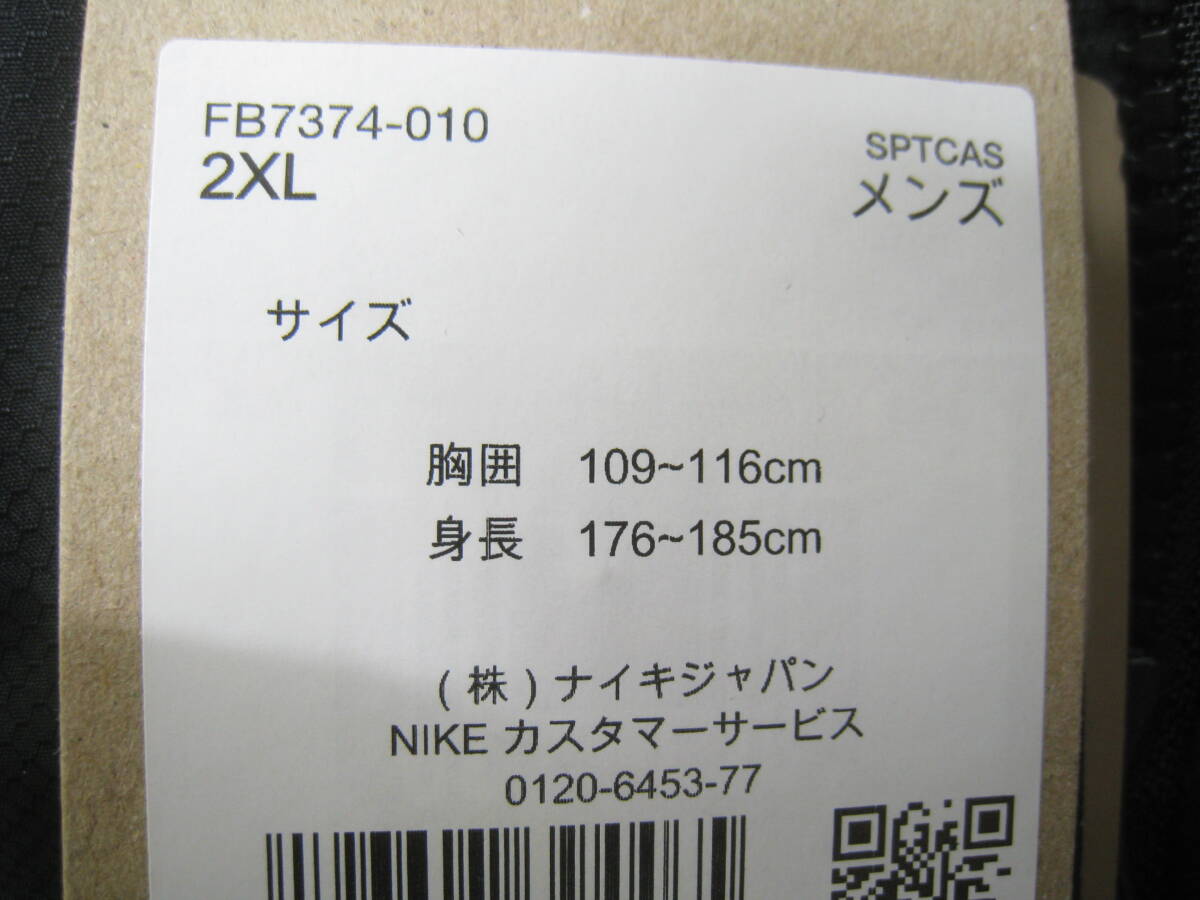 FB7374-010
2XL
SPTCAS
メンズ
サイズ
胸囲 109~116cm
身長 176~185cm
(株)ナイキジャパン
NIKE カスタマーサービス
0120-6453-77